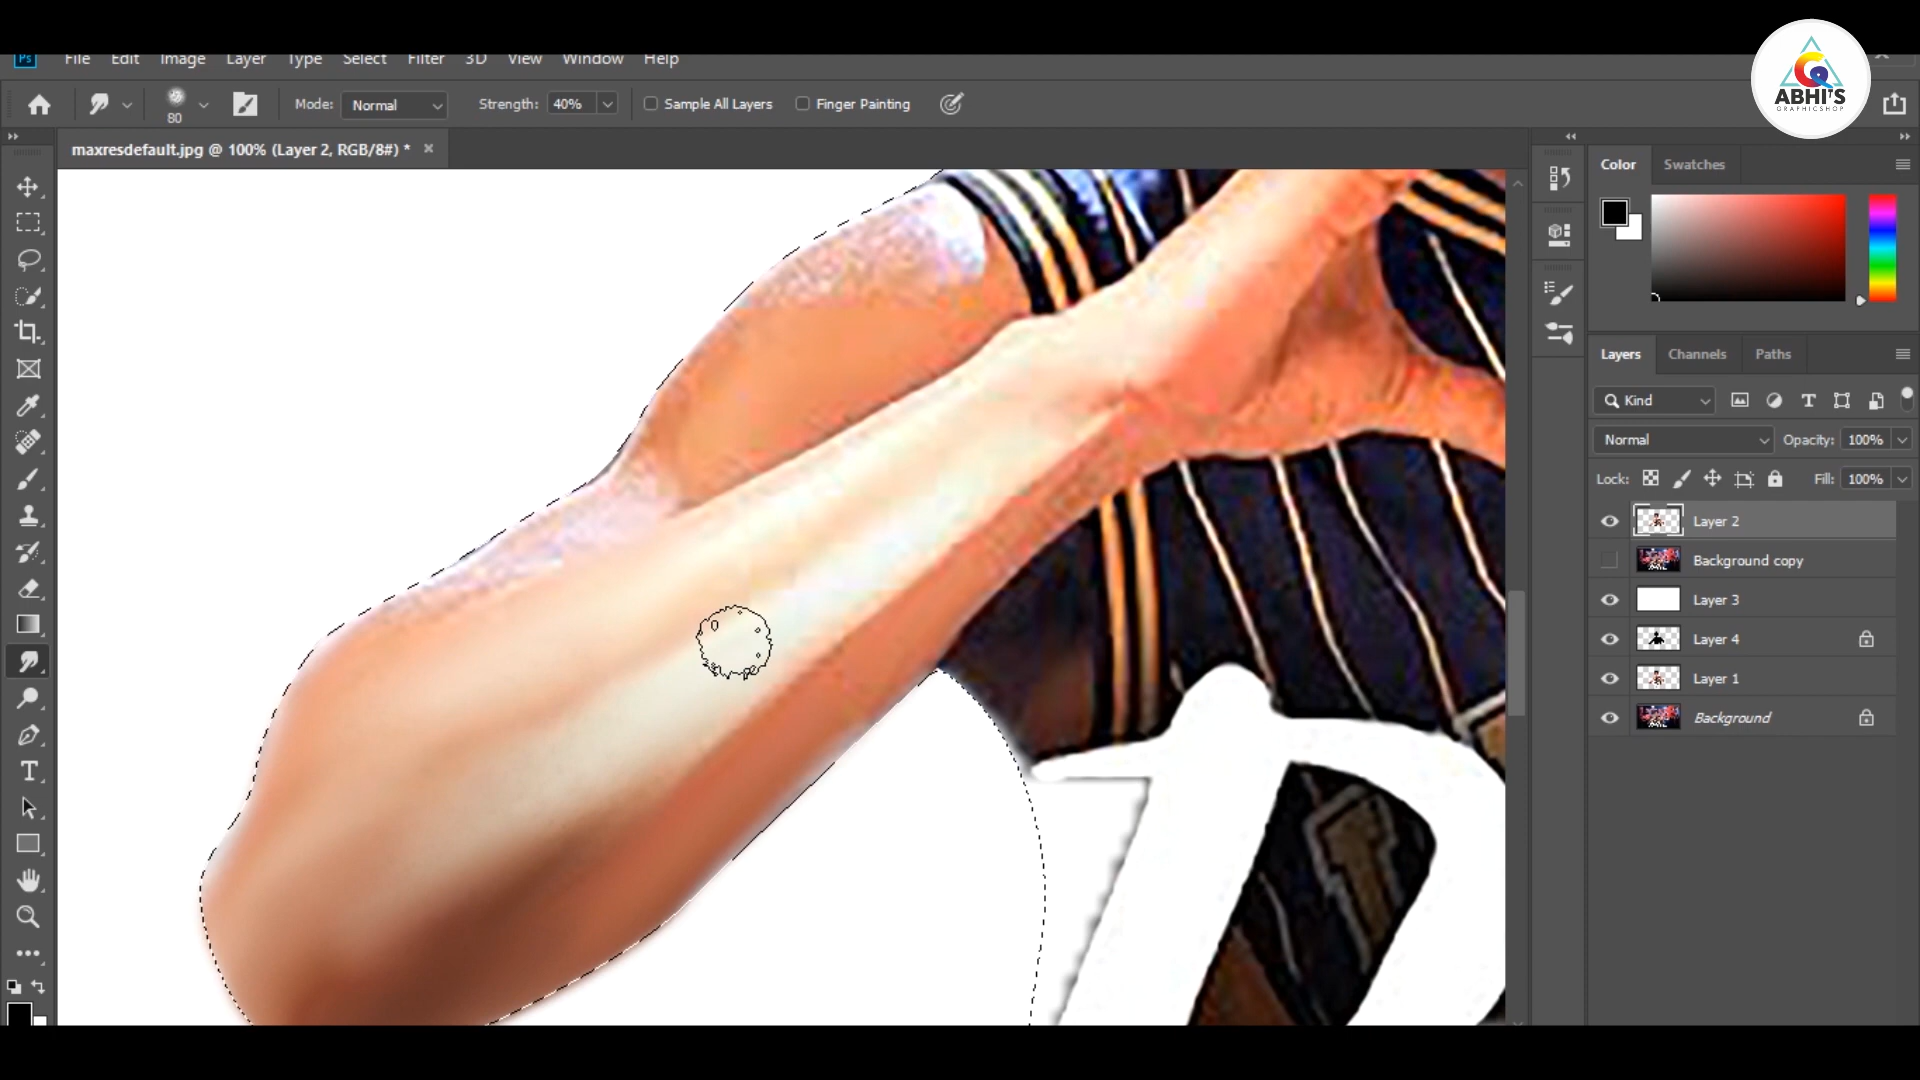 Ps File Edit Image Layer Type Select Filter 3D View Window Help
ABHI'S
GRAPHICSHOP
80 Mode: Normal Strength: 40% Sample All Layers Finger Painting
maxresdefault.jpg @ 100% (Layer 2, RGB/8#) *
Color Swatches
Layers Channels Paths
Kind
Normal Opacity: 100%
Lock: Fill: 100%
Layer 2
Background copy
Layer 3
Layer 4
Layer 1
Background